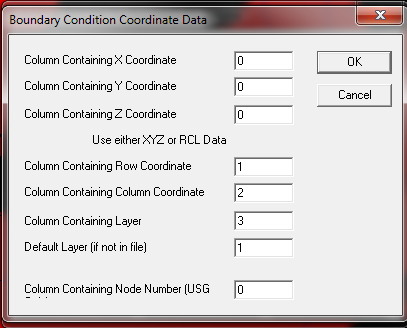 Boundary Condition Coordinate Data
x
Column Containing X Coordinate 0 OK
Column Containing Y Coordinate 0 Cancel
Column Containing Z Coordinate 0
Use either XYZ or RCL Data
Column Containing Row Coordinate 1
Column Containing Column Coordinate 2
Column Containing Layer 3
Default Layer (if not in file) 1
Column Containing Node Number (USG 0